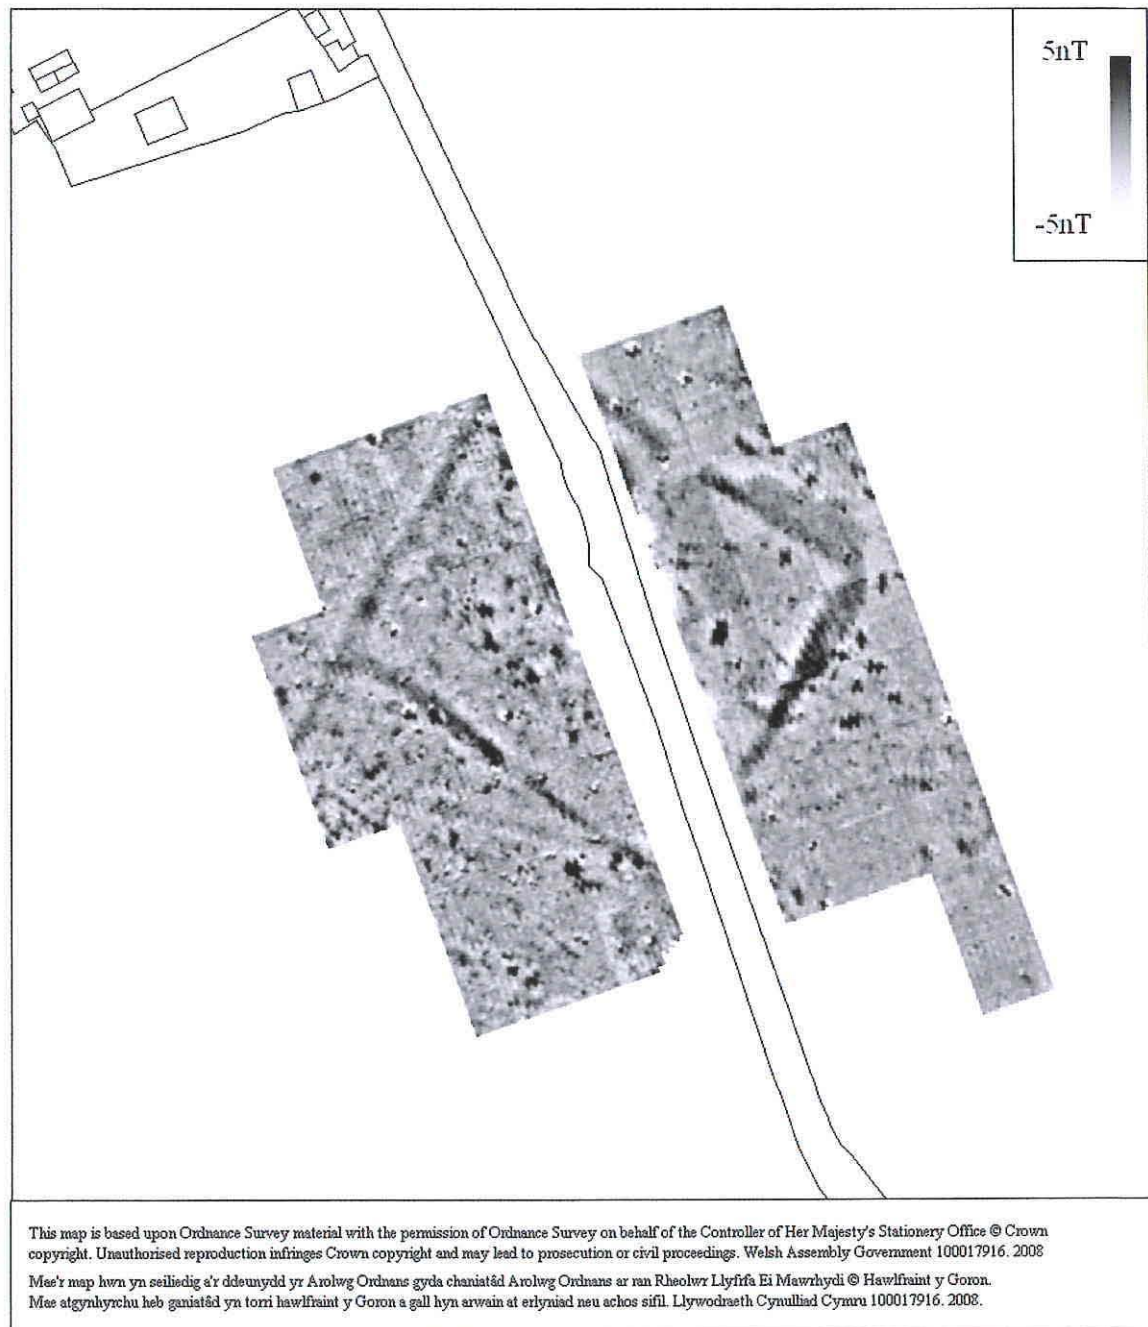 5nT
-5nT
This map is based upon Ordnance Survey material with the permission of Ordnance Survey on behalf of the Controller of Her Majesty's Stationery Office © Crown
copyright. Unauthorised reproduction infringes Crown copyright and may lead to prosecution or civil proceedings. Welsh Assembly Government 100017916. 2008
Mae'r map hwn yn seiliedig a'r ddeunydd yr Arolwg Ordnans gyda chaniatâd Arolwg Ordnans ar ran Rheolwr Llyfrfa Ei Mawrhydi © Hawlfraint y Goron.
Mae atgynhyrchu heb ganiatâd yn torri hawlfraint y Goron a gall hyn arwain at erlyniad neu achos sifil. Llywodraeth Cynulliad Cymru 100017916. 2008.